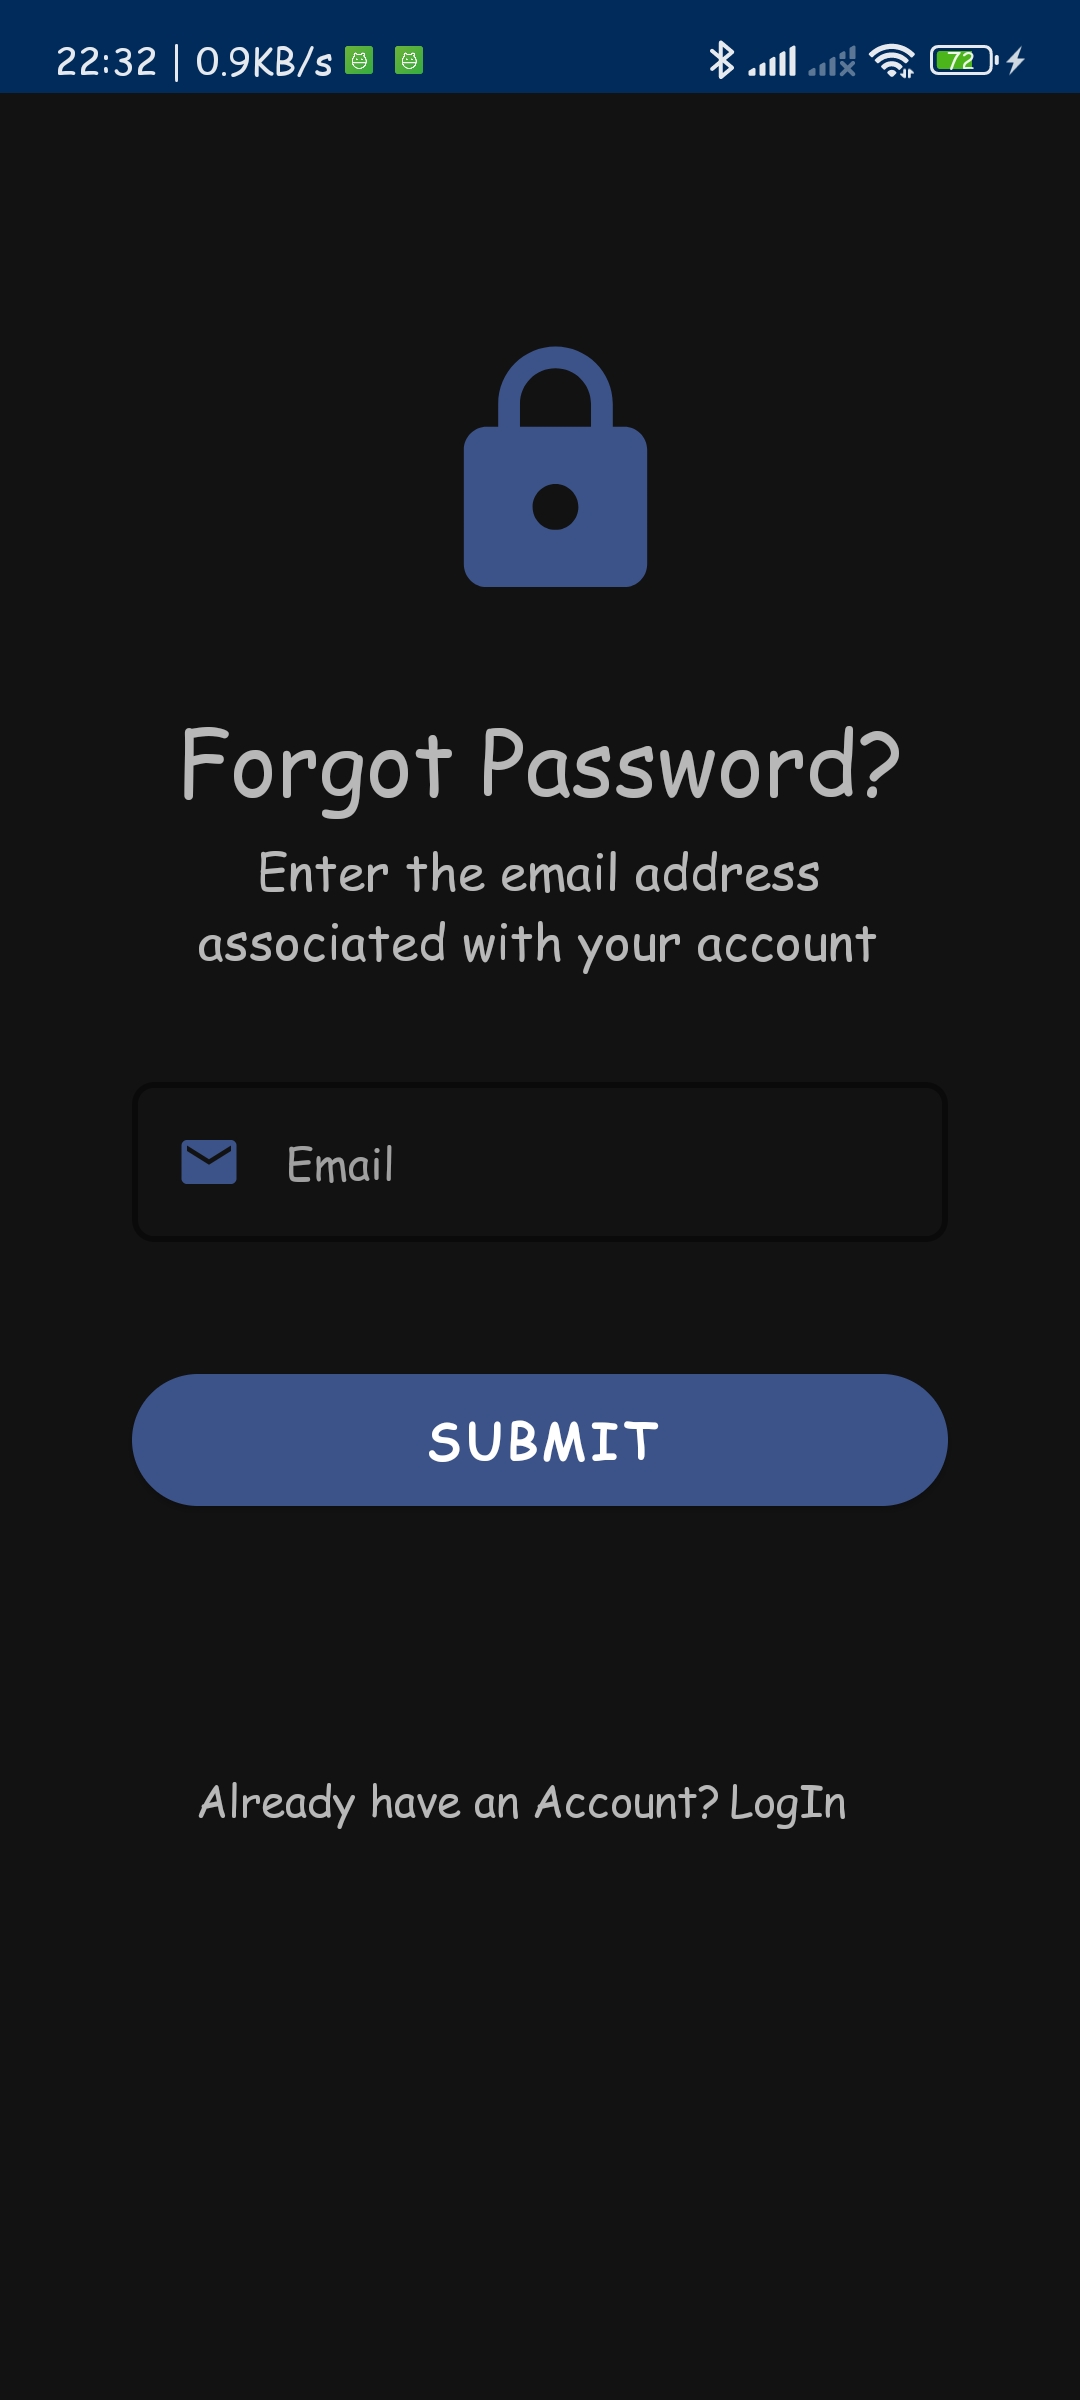 22:32 | 0.9KB/s 72
Forgot Password?
Enter the email address
associated with your account
Email
SUBMIT
Already have an Account? LogIn